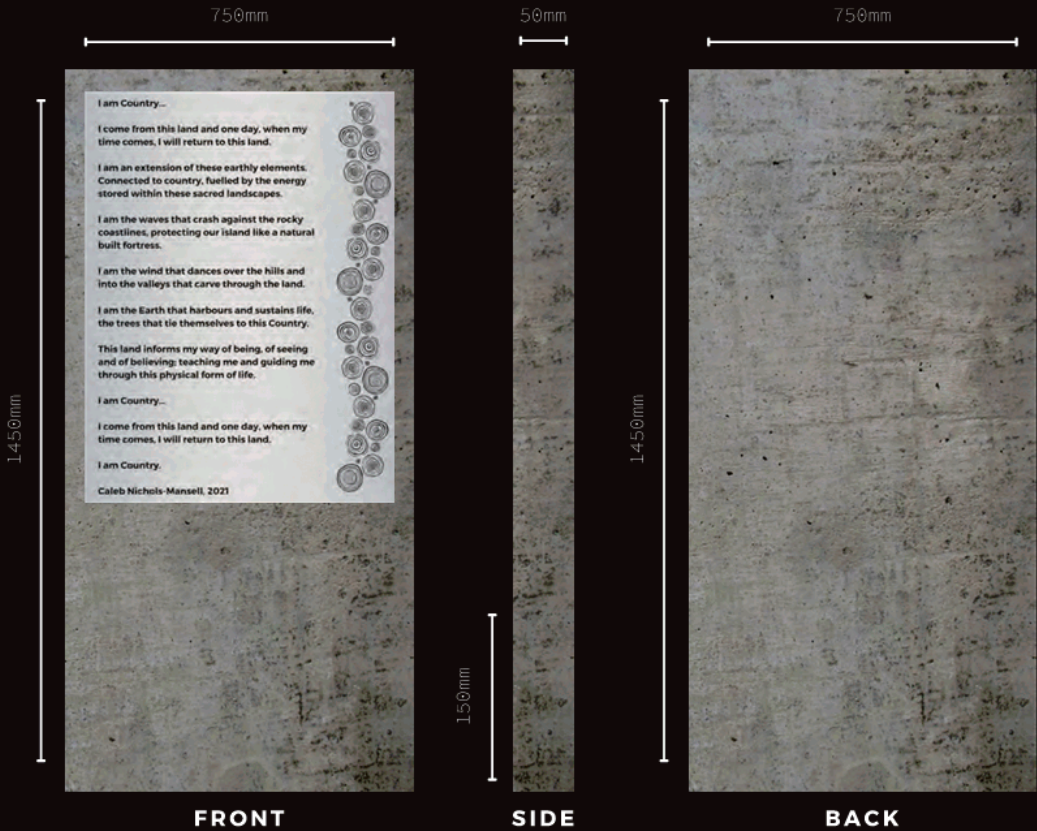 750mm
50mm
750mm
1450mm
I am Country...
I come from this land and one day, when my
time comes, I will return to this land.
I am an extension of these earthly elements.
Connected to country, fuelled by the energy
stored within these sacred landscapes.
I am the waves that crash against the rocky
coastlines, protecting our island like a natural
built fortress.
I am the wind that dances over the hills and
into the valleys that carve through the land.
I am the Earth that harbours and sustains life,
the trees that tie themselves to this Country.
This land informs my way of being, of seeing
and of believing; teaching me and guiding me
through this physical form of life.
I am Country...
I come from this land and one day, when my
time comes, I will return to this land.
I am Country.
Caleb Nichols-Mansell, 2021
150mm
1450mm
FRONT
SIDE
BACK